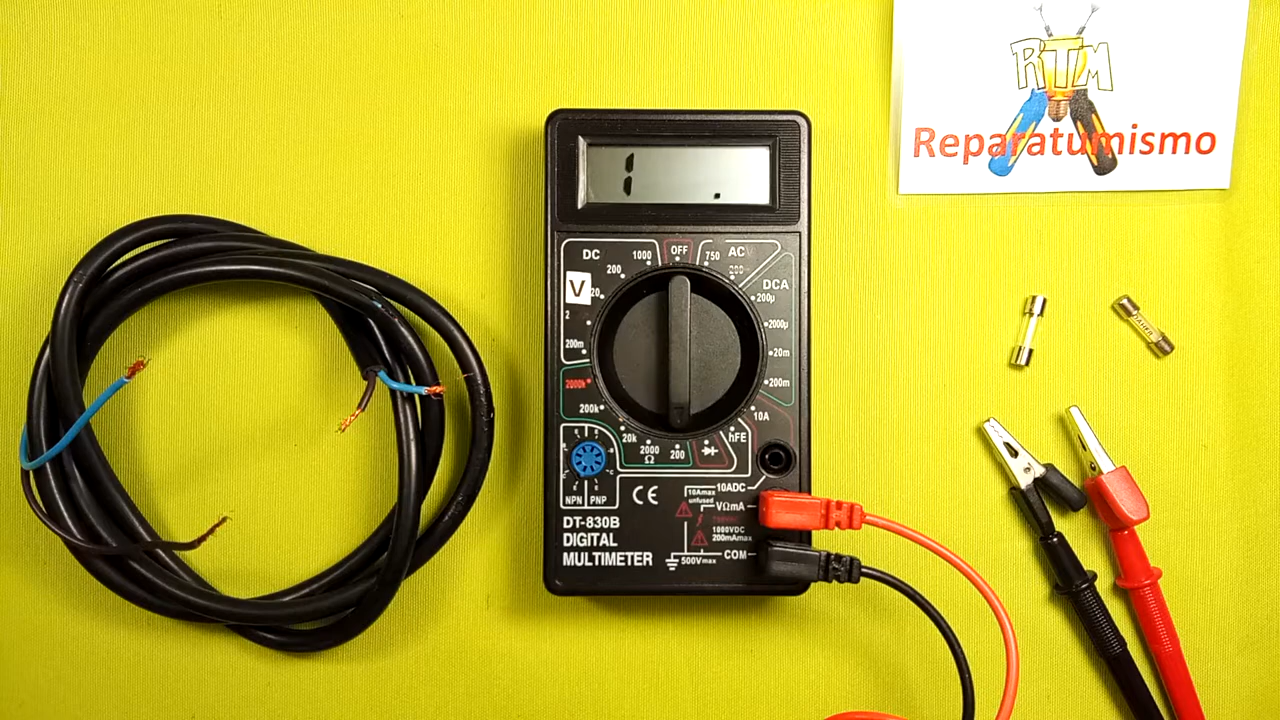 RTM
Reparatumismo
1 .
OFF
DC
1000
750
ACV
200
200~
DCA
V
20
200µ
2
2000µ
200m
20m
2000k
200m
200k
10A
20k
2000
Ω
200
hFE
NPN
PNP
CE
10Amax
unfused
10ADC
VΩmA
750VAC
1000VDC
200mAmax
COM
500Vmax
DT-830B
DIGITAL
MULTIMETER